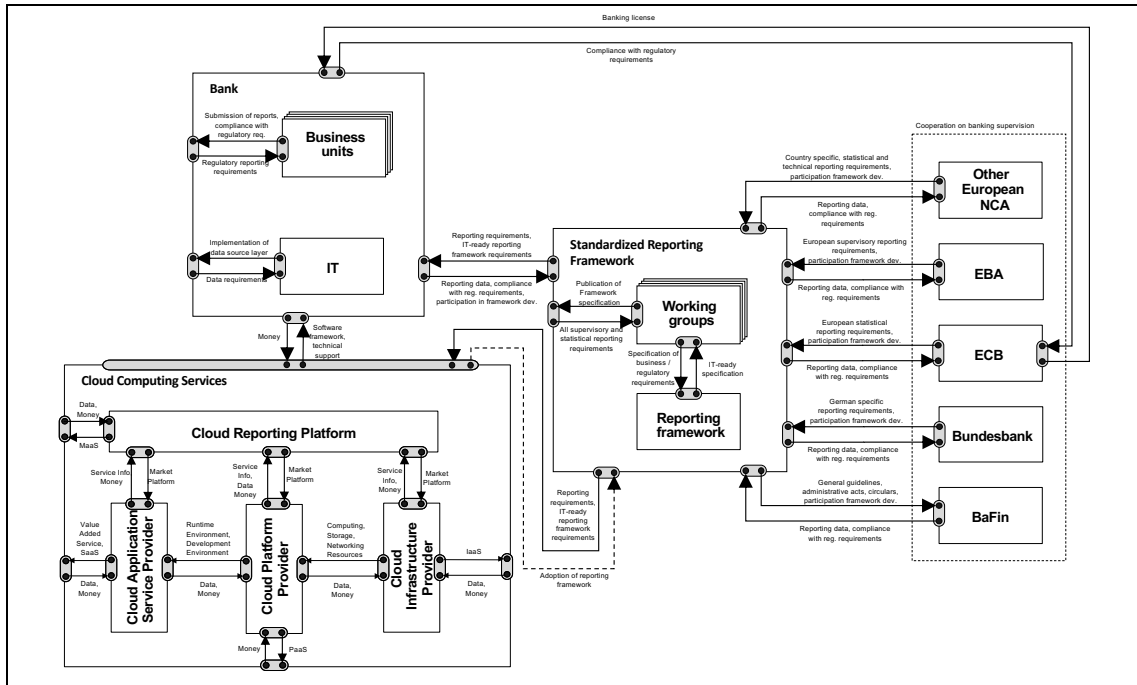 Banking license
Compliance with regulatory
requirements
Bank
Submission of reports,
compliance with
regulatory req.
Business
units
Regulatory reporting
requirements
Implementation of
data source layer
IT
Data requirements
Cooperation on banking supervision
Country specific, statistical and
technical reporting requirements,
participation framework dev.
Other
European
NCA
Reporting data,
compliance with reg.
requirements
Reporting requirements,
IT-ready reporting
framework requirements
Reporting data, compliance
with reg. requirements,
participation in framework dev.
Standardized Reporting
Framework
European supervisory reporting
requirements,
participation framework dev.
EBA
Reporting data, compliance with reg.
requirements
Publication of
Framework
specification
Working
groups
All supervisory and
statistical reporting
requirements
European statistical
reporting requirements,
participation framework dev.
ECB
Reporting data, compliance
with reg. requirements
Specification of
business /
regulatory
requirements
IT-ready
specification
Reporting
framework
German specific
reporting requirements,
participation framework dev.
Bundesbank
Reporting data, compliance
with reg. requirements
General guidelines,
administrative acts, circulars,
participation framework dev.
BaFin
Reporting data, compliance
with reg. requirements
Money
Software
framework,
technical
support
Cloud Computing Services
Data,
Money
MaaS
Cloud Reporting Platform
Service Info,
Money
Market
Platform
Service
Info, Data
Money
Market
Platform
Service
Info,
Money
Market
Platform
Reporting
requirements,
IT-ready
reporting
framework
requirements
Adoption of reporting
framework
Value
Added
Service,
SaaS
Data,
Money
Cloud Application
Service Provider
Runtime
Environment,
Development
Environment
Data,
Money
Cloud Platform
Provider
Computing,
Storage,
Networking
Resources
Data,
Money
Cloud
Infrastructure
Provider
IaaS
Data,
Money
Money
PaaS